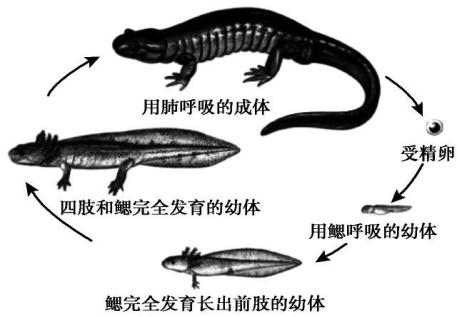 用肺呼吸的成体
受精卵
四肢和鳃完全发育的幼体
用鳃呼吸的幼体
鳃完全发育长出前肢的幼体